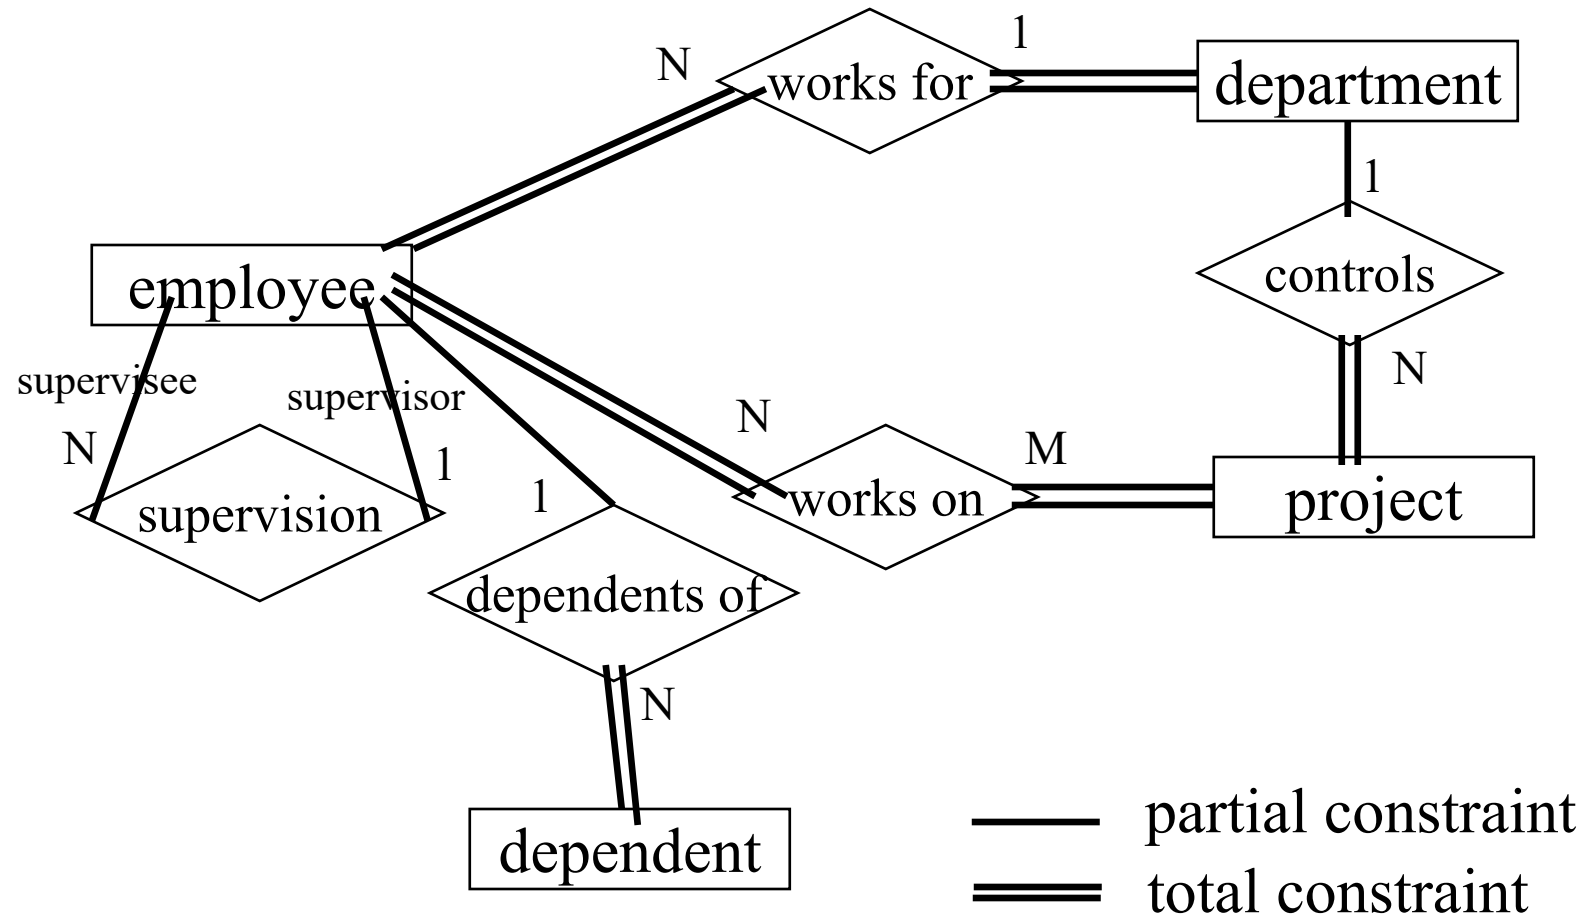 1
N
works for
department
1
employee
controls
supervisee
supervisor
N
N
M
N
1
1
works on
project
supervision
dependents of
N
partial constraint
dependent
total constraint